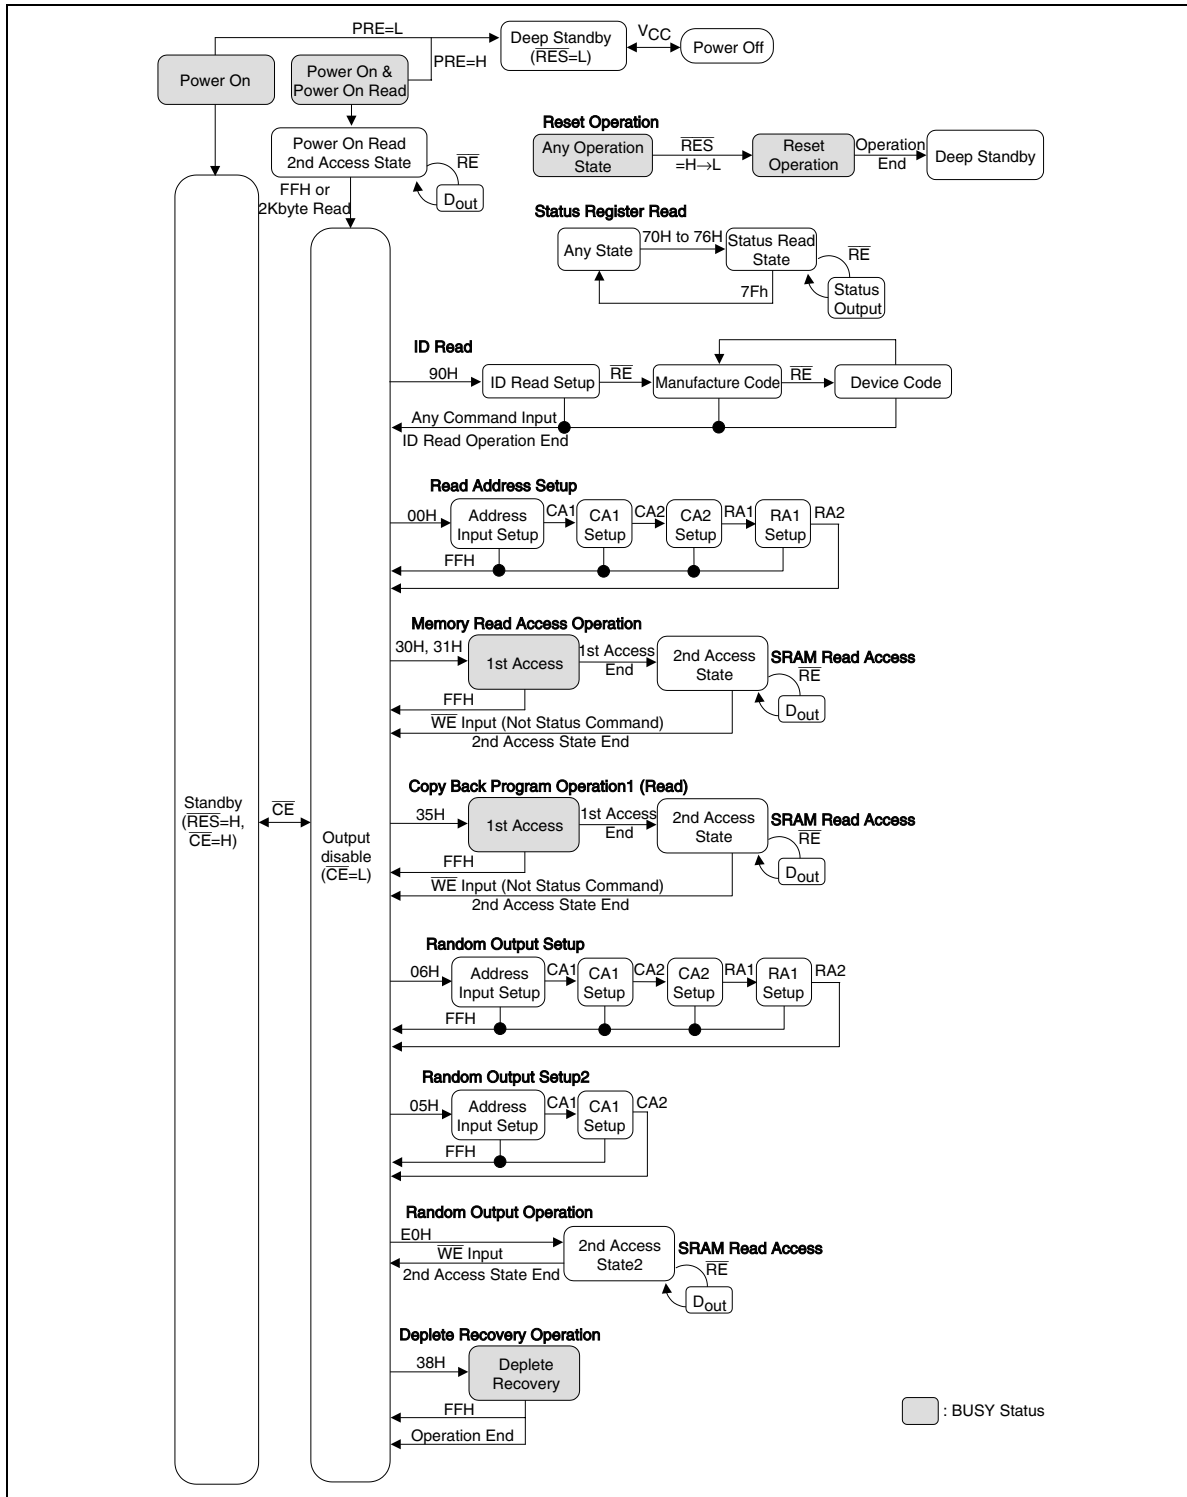 PRE=L
Deep Standby
(RES=L)
VCC
Power Off
Power On
Power On &
Power On Read
PRE=H
Power On Read
2nd Access State
RE
Dout
FFH or
2Kbyte Read
Reset Operation
Any Operation
State
RES
=H→L
Reset
Operation
Operation
End
Deep Standby
Status Register Read
Any State
70H to 76H
Status Read
State
RE
7Fh
Status
Output
ID Read
90H
ID Read Setup
RE
Manufacture Code
RE
Device Code
Any Command Input
ID Read Operation End
Read Address Setup
00H
Address
Input Setup
CA1
CA1
Setup
CA2
CA2
Setup
RA1
RA1
Setup
RA2
FFH
Memory Read Access Operation
30H, 31H
1st Access
1st Access
End
2nd Access
State
SRAM Read Access
RE
Dout
FFH
WE Input (Not Status Command)
2nd Access State End
Copy Back Program Operation1 (Read)
35H
1st Access
1st Access
End
2nd Access
State
SRAM Read Access
RE
Dout
FFH
WE Input (Not Status Command)
2nd Access State End
Standby
(RES=H,
CE=H)
CE
Output
disable
(CE=L)
Random Output Setup
06H
Address
Input Setup
CA1
CA1
Setup
CA2
CA2
Setup
RA1
RA1
Setup
RA2
FFH
Random Output Setup2
05H
Address
Input Setup
CA1
CA1
Setup
CA2
FFH
Random Output Operation
E0H
2nd Access
State2
SRAM Read Access
RE
Dout
WE Input
2nd Access State End
Deplete Recovery Operation
38H
Deplete
Recovery
FFH
Operation End
: BUSY Status